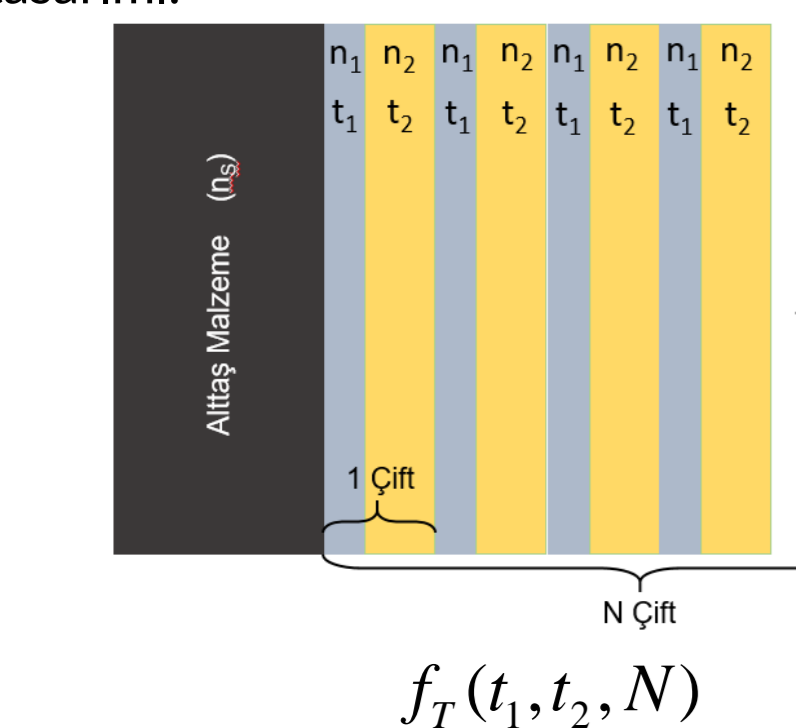 n₁ n₂ n₁ n₂ n₁ n₂ n₁ n₂
t₁ t₂ t₁ t₂ t₁ t₂ t₁ t₂
Alttaş Malzeme (nₛ)
1 Çift
N Çift
f_T(t₁,t₂,N)